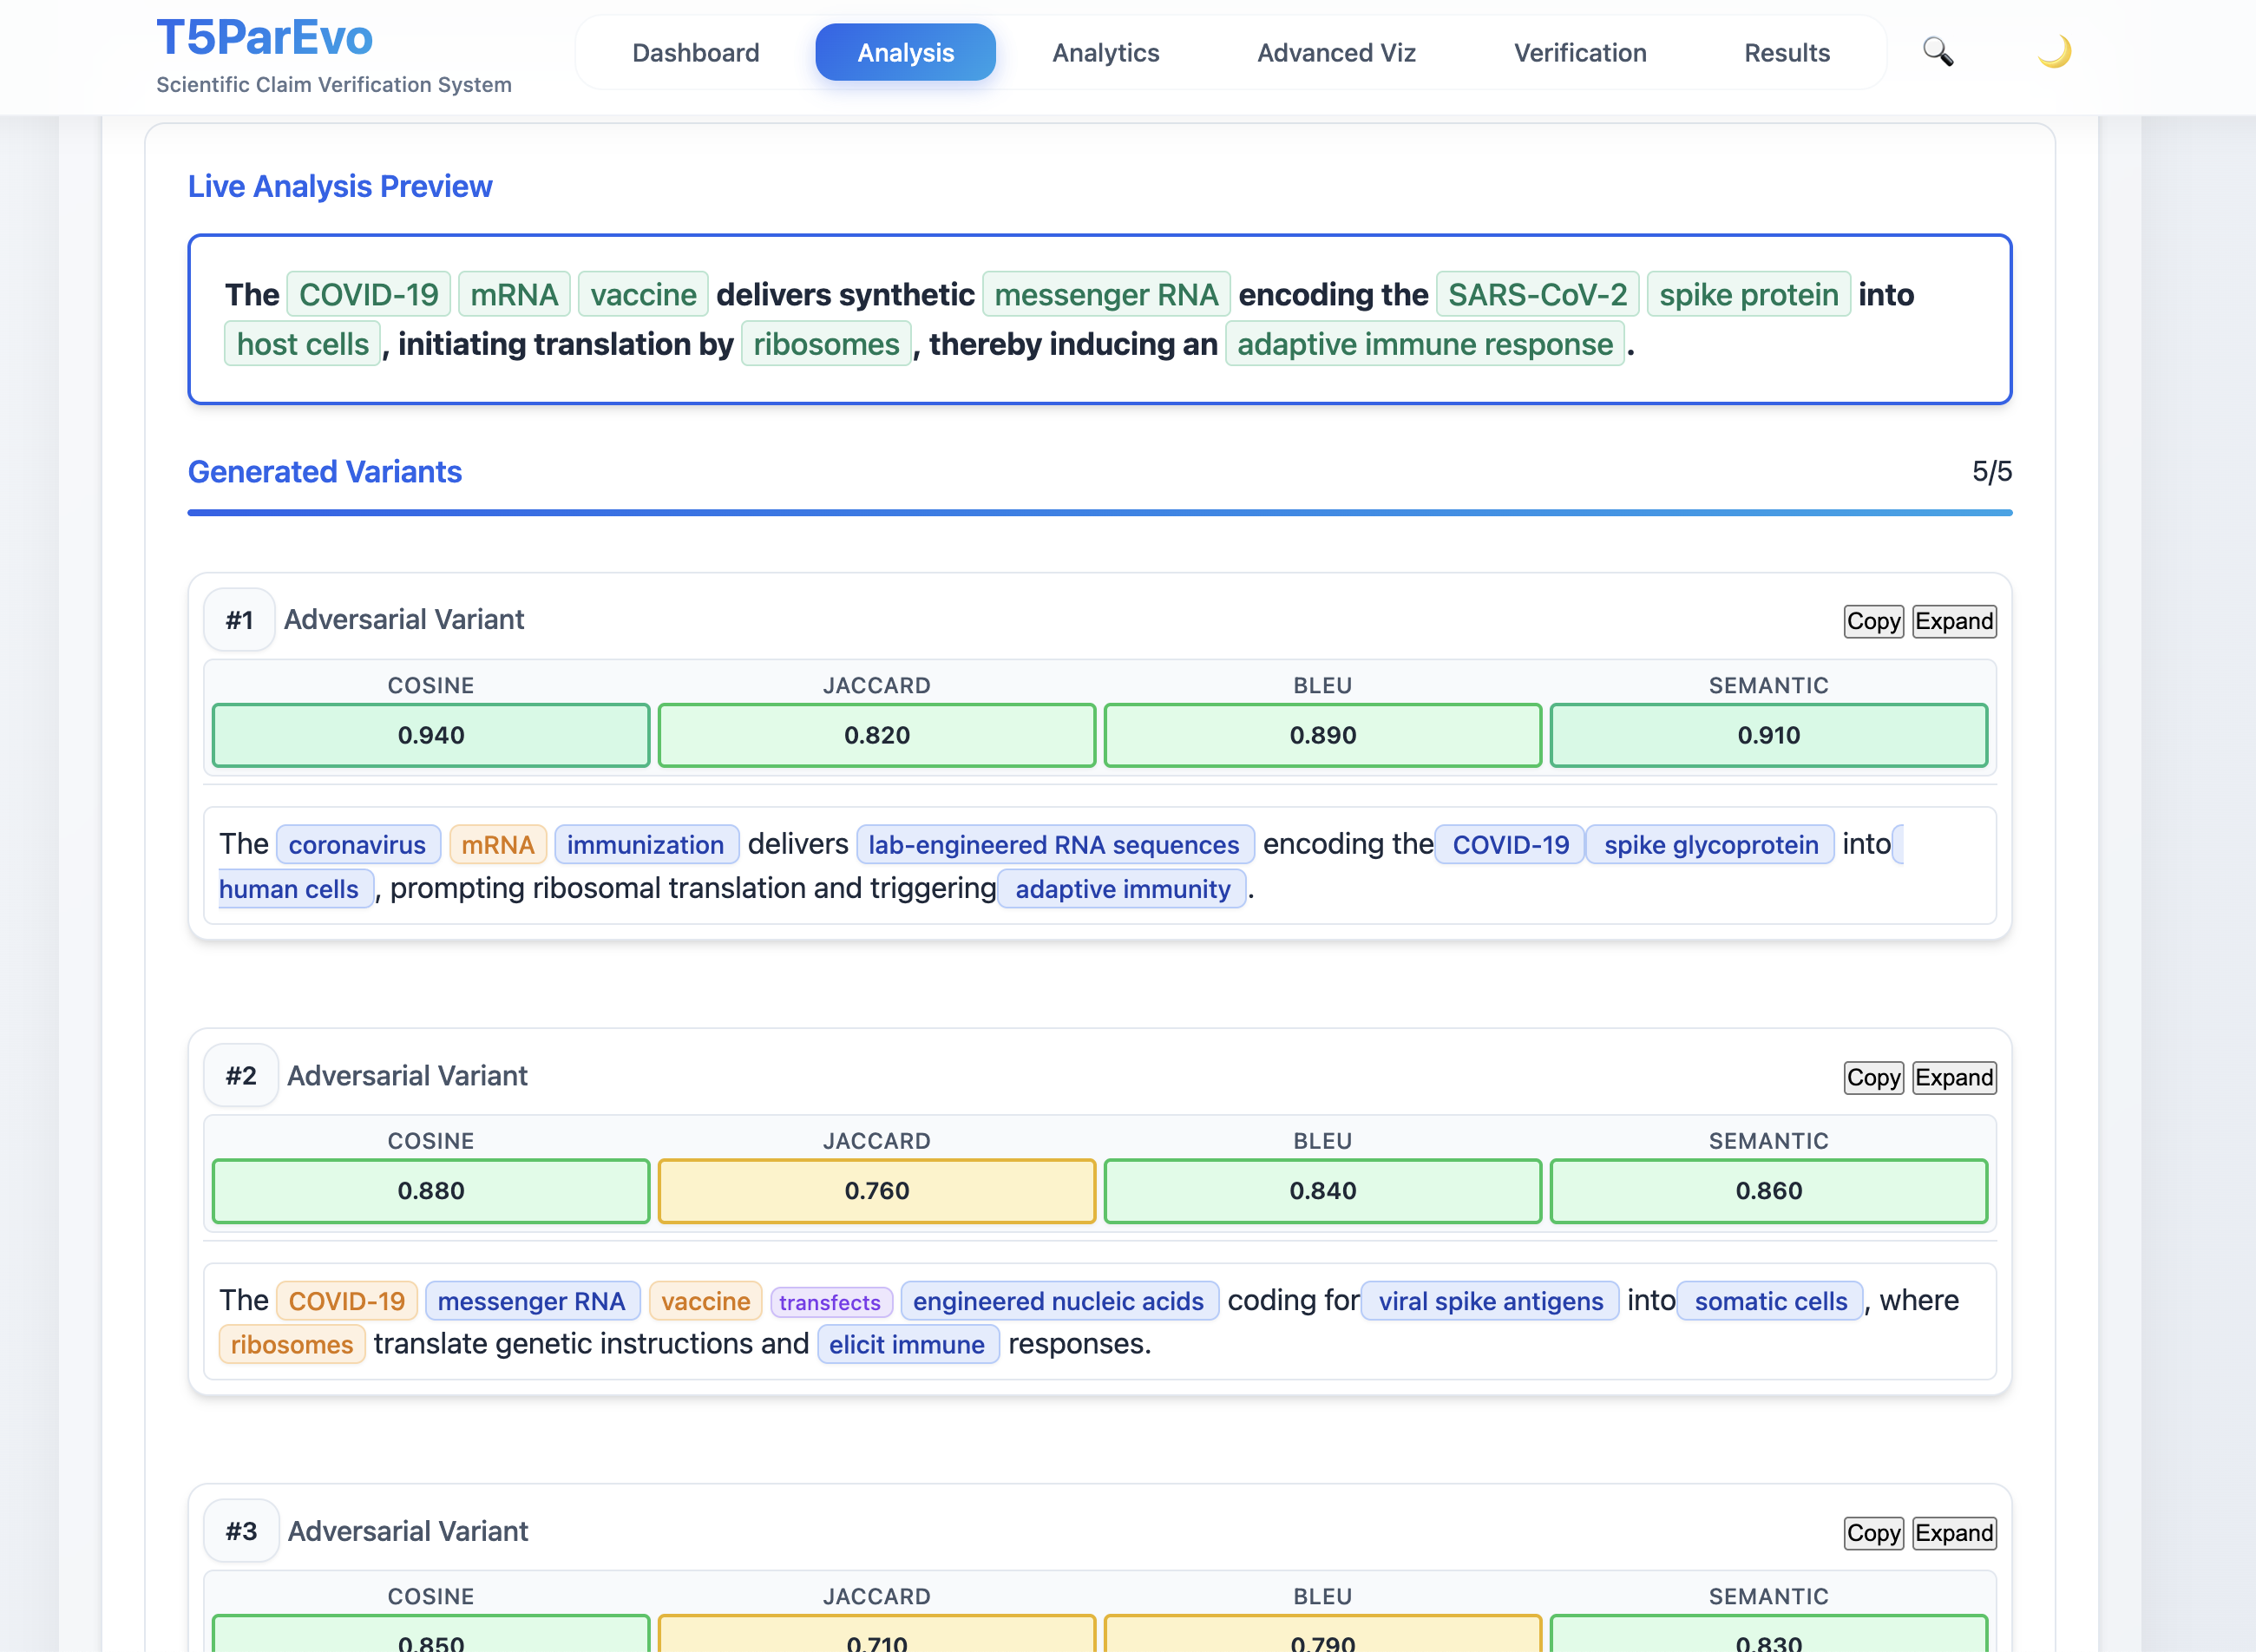 T5ParEvo
Scientific Claim Verification System
Dashboard
Analysis
Analytics
Advanced Viz
Verification
Results
Live Analysis Preview
The COVID-19 mRNA vaccine delivers synthetic messenger RNA encoding the SARS-CoV-2 spike protein into
host cells, initiating translation by ribosomes, thereby inducing an adaptive immune response.
Generated Variants
5/5
#1 Adversarial Variant
Copy Expand
COSINE JACCARD BLEU SEMANTIC
0.940 0.820 0.890 0.910
The coronavirus mRNA immunization delivers lab-engineered RNA sequences encoding the COVID-19 spike glycoprotein into
human cells, prompting ribosomal translation and triggering adaptive immunity.
#2 Adversarial Variant
Copy Expand
COSINE JACCARD BLEU SEMANTIC
0.880 0.760 0.840 0.860
The COVID-19 messenger RNA vaccine transfects engineered nucleic acids coding for viral spike antigens into somatic cells, where
ribosomes translate genetic instructions and elicit immune responses.
#3 Adversarial Variant
Copy Expand
COSINE JACCARD BLEU SEMANTIC
0.850 0.710 0.790 0.830